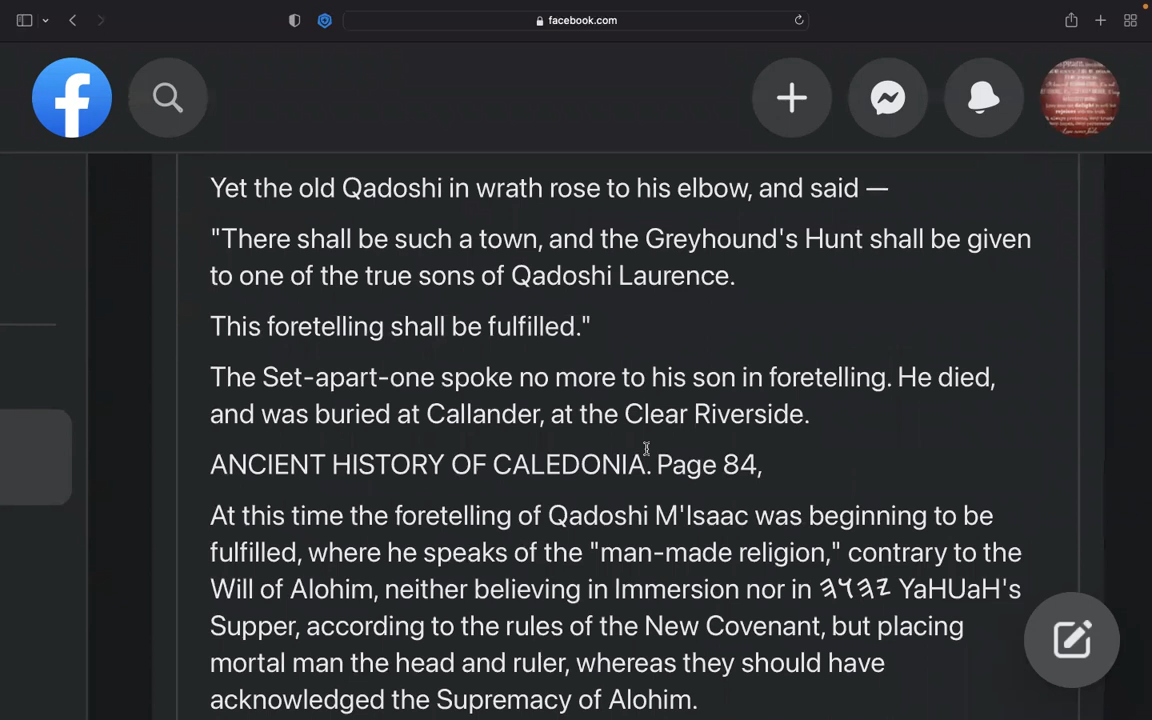 facebook.com
Yet the old Qadoshi in wrath rose to his elbow, and said —
"There shall be such a town, and the Greyhound's Hunt shall be given
to one of the true sons of Qadoshi Laurence.
This foretelling shall be fulfilled."
The Set-apart-one spoke no more to his son in foretelling. He died,
and was buried at Callander, at the Clear Riverside.
ANCIENT HISTORY OF CALEDONIA. Page 84,
At this time the foretelling of Qadoshi M'Isaac was beginning to be
fulfilled, where he speaks of the "man-made religion," contrary to the
Will of Alohim, neither believing in Immersion nor in 𐤉𐤄𐤅𐤄 YaHUaH's
Supper, according to the rules of the New Covenant, but placing
mortal man the head and ruler, whereas they should have
acknowledged the Supremacy of Alohim.